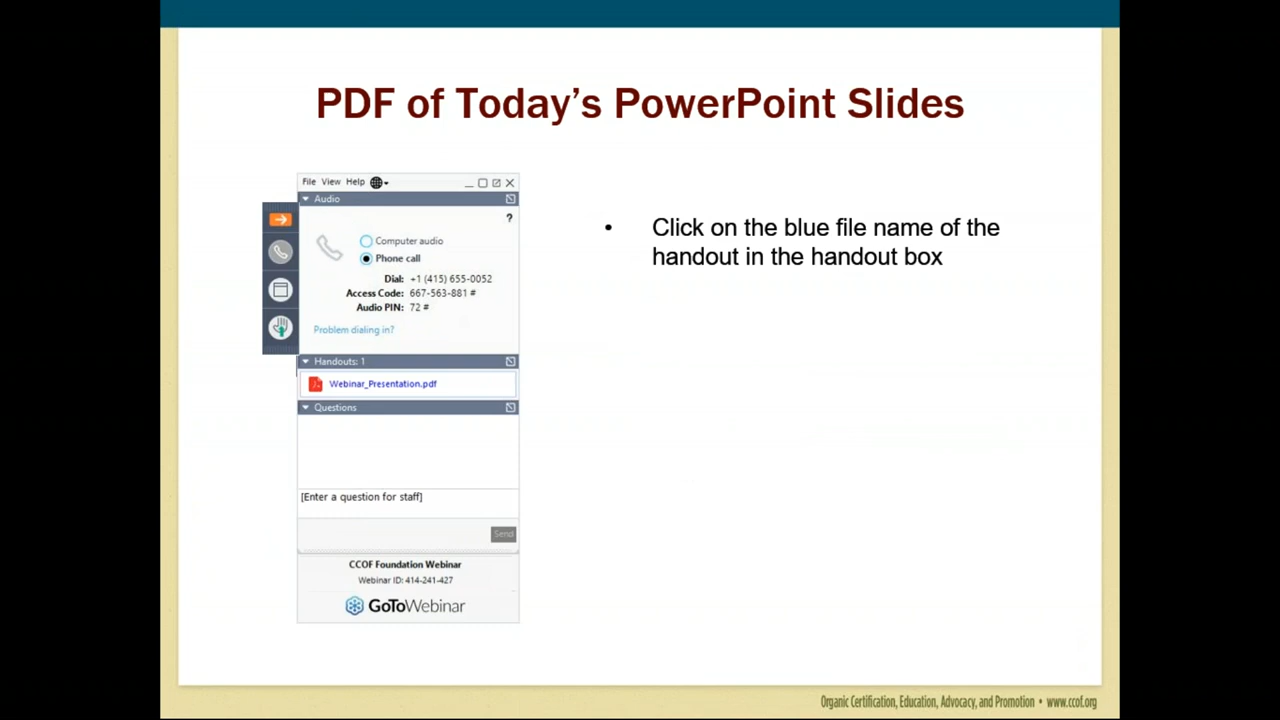 PDF of Today's PowerPoint Slides
File View Help
Audio
?
Computer audio
Phone call
Dial: +1 (415) 655-0052
Access Code: 667-563-881 #
Audio PIN: 72 #
Problem dialing in?
Handouts: 1
Webinar_Presentation.pdf
Questions
[Enter a question for staff]
Send
CCOF Foundation Webinar
Webinar ID: 414-241-427
GoToWebinar
• Click on the blue file name of the
handout in the handout box
Organic Certification, Education, Advocacy, and Promotion • www.ccof.org